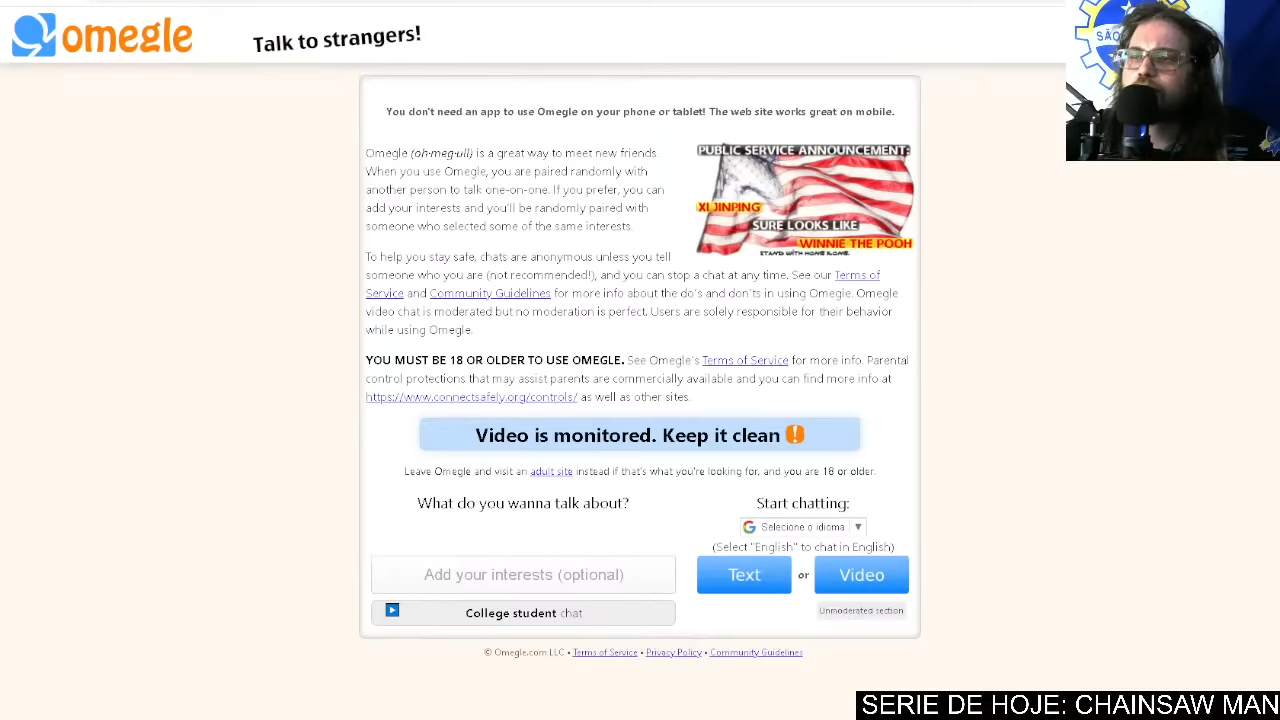 omegle
Talk to strangers!
SÃO
You don't need an app to use Omegle on your phone or tablet! The web site works great on mobile.
Omegle (oh·meg·ull) is a great way to meet new friends.
When you use Omegle, you are paired randomly with
another person to talk one-on-one. If you prefer, you can
add your interests and you'll be randomly paired with
someone who selected some of the same interests.
PUBLIC SERVICE ANNOUNCEMENT:
XI JINPING
SURE LOOKS LIKE
WINNIE THE POOH
STAND WITH HONG KONG.
To help you stay safe, chats are anonymous unless you tell
someone who you are (not recommended!), and you can stop a chat at any time. See our Terms of
Service and Community Guidelines for more info about the do's and don'ts in using Omegle. Omegle
video chat is moderated but no moderation is perfect. Users are solely responsible for their behavior
while using Omegle.
YOU MUST BE 18 OR OLDER TO USE OMEGLE. See Omegle's Terms of Service for more info. Parental
control protections that may assist parents are commercially available and you can find more info at
https://www.connectsafely.org/controls/ as well as other sites.
Video is monitored. Keep it clean !
Leave Omegle and visit an adult site instead if that's what you're looking for, and you are 18 or older.
What do you wanna talk about?
Start chatting:
G Selecione o idioma ▼
(Select "English" to chat in English)
Add your interests (optional)
Text or Video
College student chat
Unmoderated section
© Omegle.com LLC • Terms of Service • Privacy Policy • Community Guidelines
SERIE DE HOJE: CHAINSAW MAN